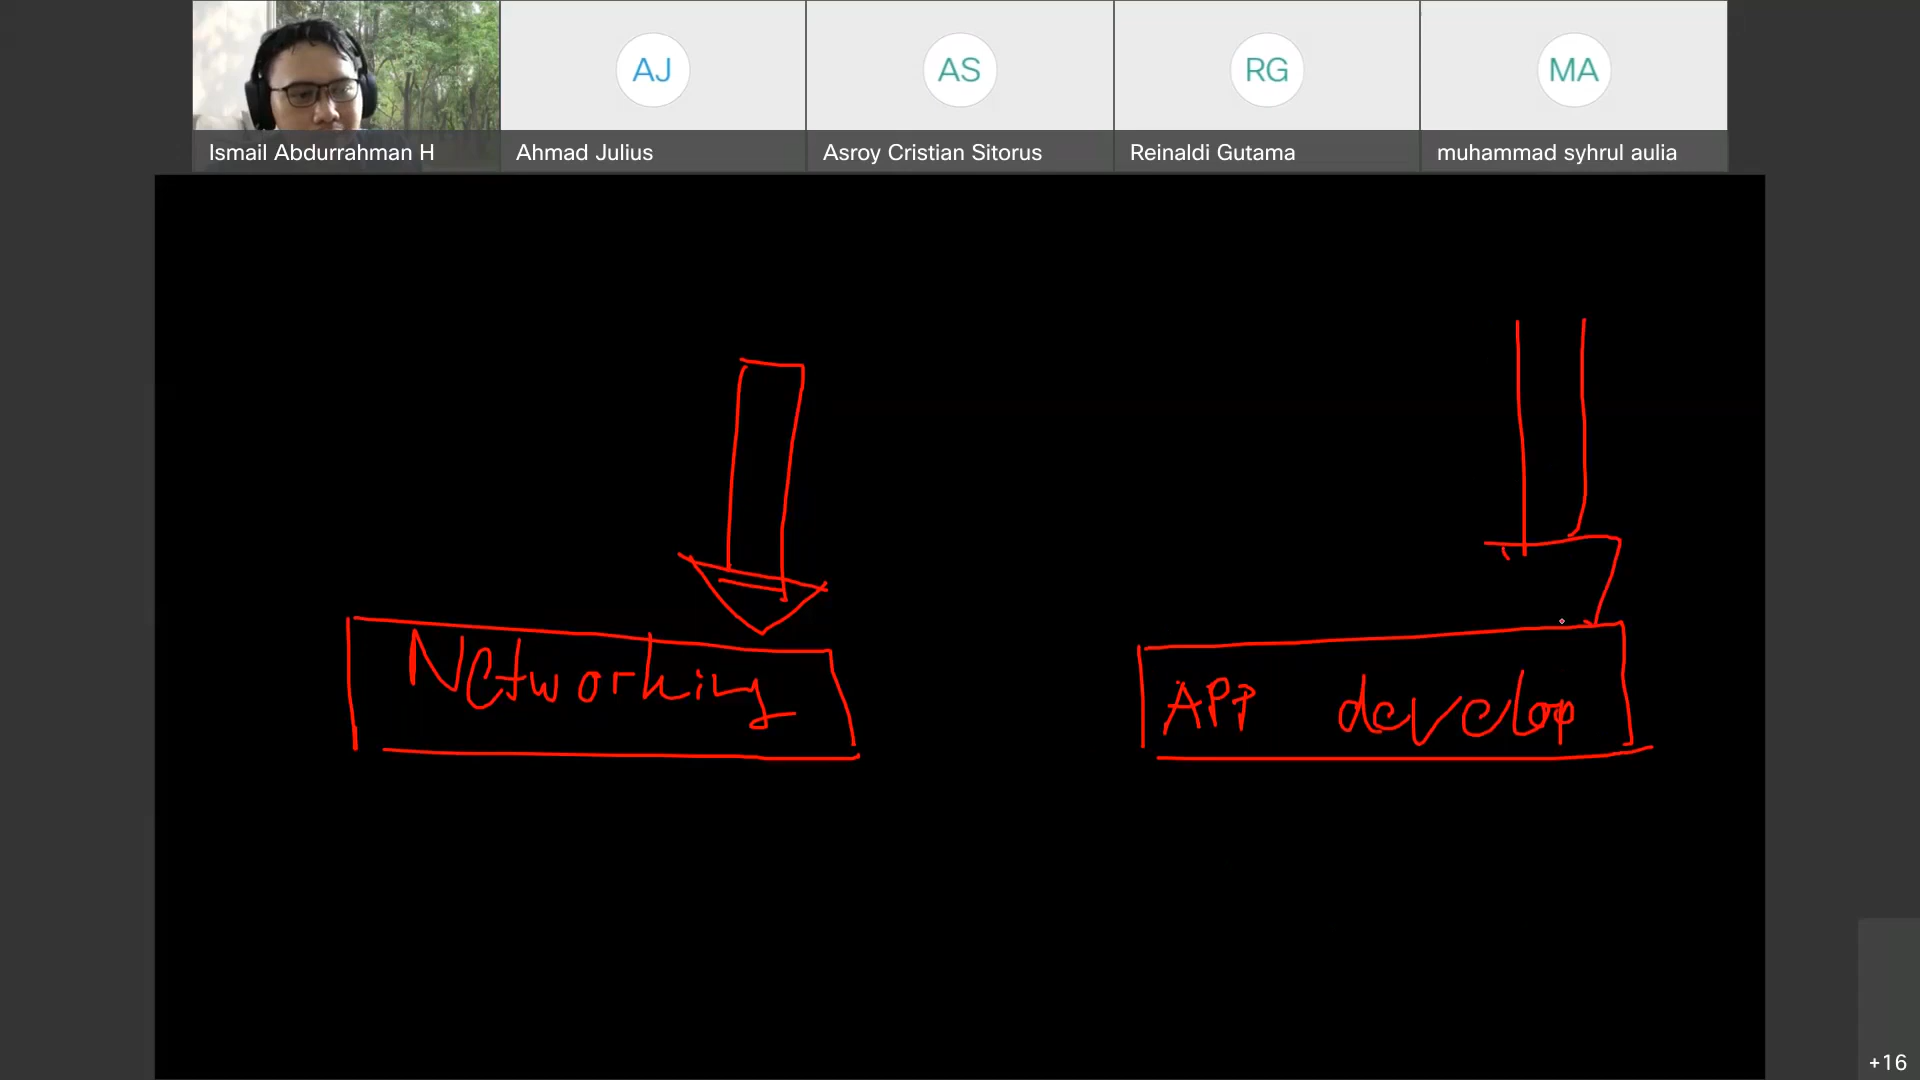 AJ
AS
RG
MA
Ismail Abdurrahman H
Ahmad Julius
Asroy Cristian Sitorus
Reinaldi Gutama
muhammad syhrul aulia
Networking
APP develop
+16